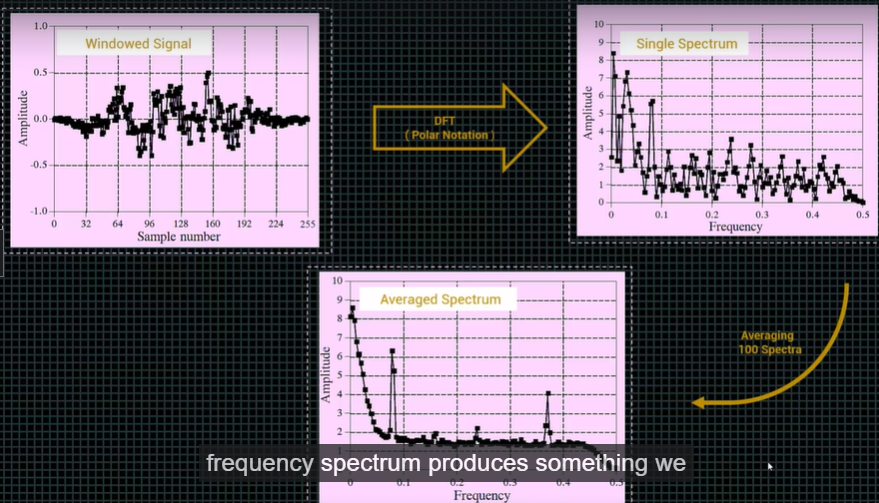 Windowed Signal
1.0
0.5
0.0
-0.5
-1.0
Amplitude
0 32 64 96 128 160 192 224 255
Sample number
DFT
( Polar Notation )
Single Spectrum
10
9
8
7
6
5
4
3
2
1
0
Amplitude
0 0.1 0.2 0.3 0.4 0.5
Frequency
Averaging
100 Spectra
Averaged Spectrum
10
9
8
7
6
5
4
3
2
1
Amplitude
frequency spectrum produces something we
0 0.1 0.2 0.3 0.4 0.5
Frequency